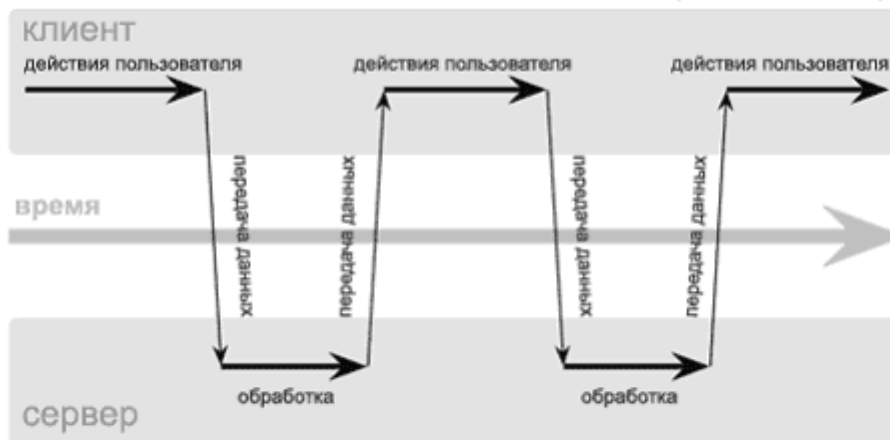 клиент
действия пользователя
действия пользователя
действия пользователя
передача данных
передача данных
передача данных
передача данных
время
обработка
обработка
сервер